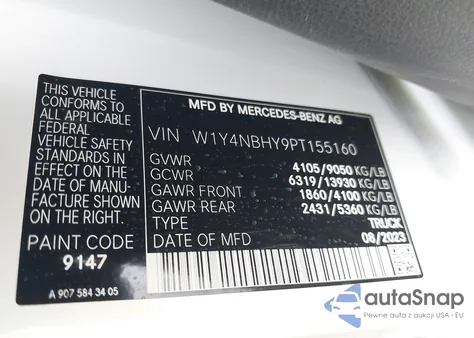 THIS VEHICLE
CONFORMS TO
ALL APPLICABLE
FEDERAL
VEHICLE SAFETY
STANDARDS IN
EFFECT ON THE
DATE OF MANU-
FACTURE SHOWN
ON THE RIGHT.
PAINT CODE
9147
A 907 584 34 05
MFD BY MERCEDES-BENZ AG
VIN W1Y4NBHY9PT155160
GVWR 4105/9050 KG/LB
GCWR 6319/13930 KG/LB
GAWR FRONT 1860/4100 KG/LB
GAWR REAR 2431/5360 KG/LB
TYPE TRUCK
DATE OF MFD 08/2023
autoSnap
Pewne auta z aukcji USA i EU